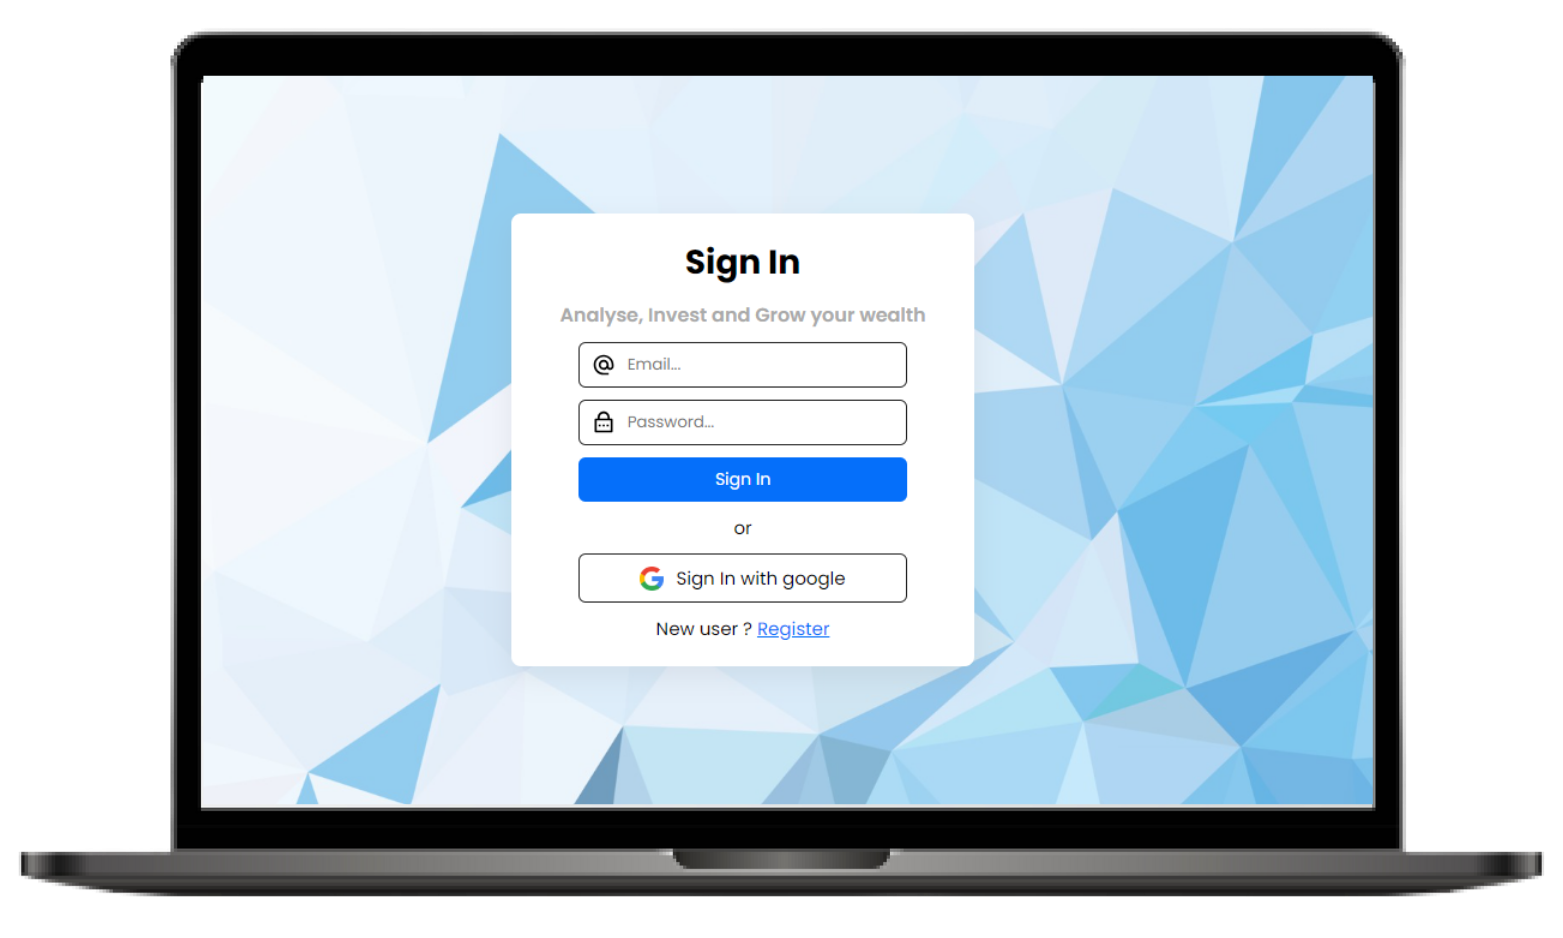 Sign In
Analyse, Invest and Grow your wealth
Email...
Password...
Sign In
or
Sign In with google
New user ? Register